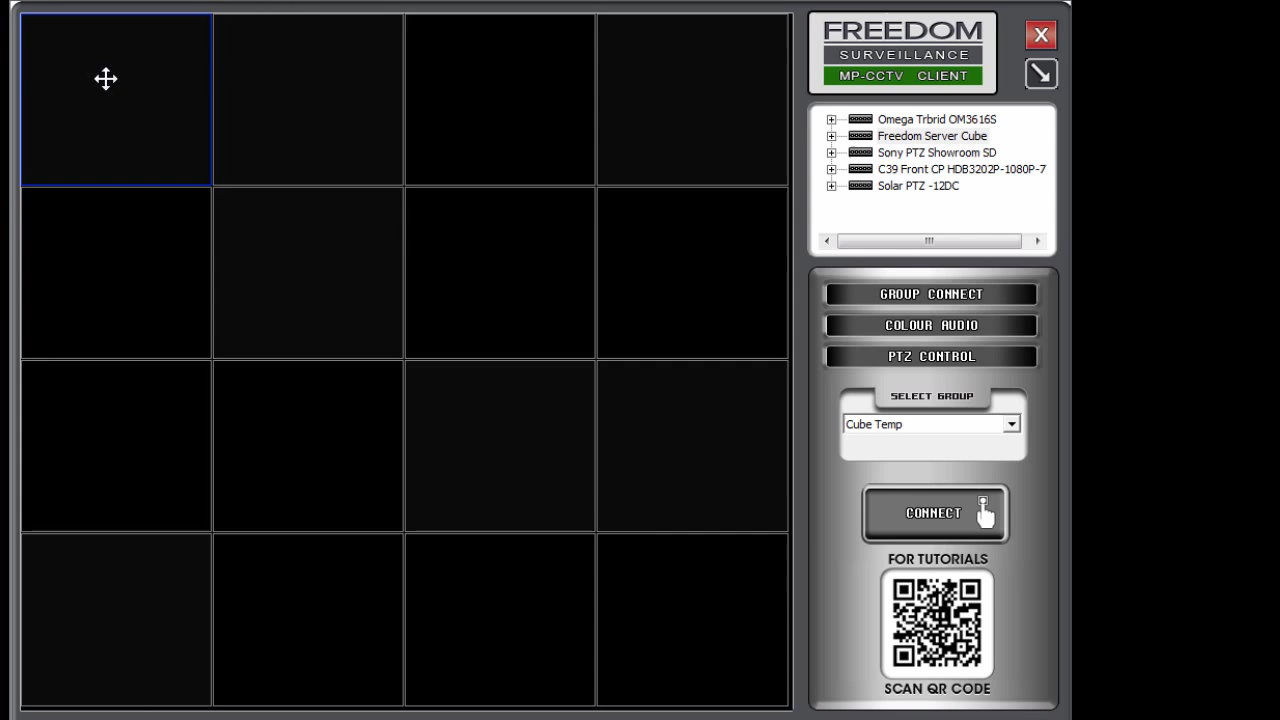 FREEDOM
SURVEILLANCE
MP-CCTV CLIENT
X
Omega Trbrid OM3616S
Freedom Server Cube
Sony PTZ Showroom SD
C39 Front CP HDB3202P-1080P-7
Solar PTZ -12DC
GROUP CONNECT
COLOUR AUDIO
PTZ CONTROL
SELECT GROUP
Cube Temp
CONNECT
FOR TUTORIALS
SCAN QR CODE